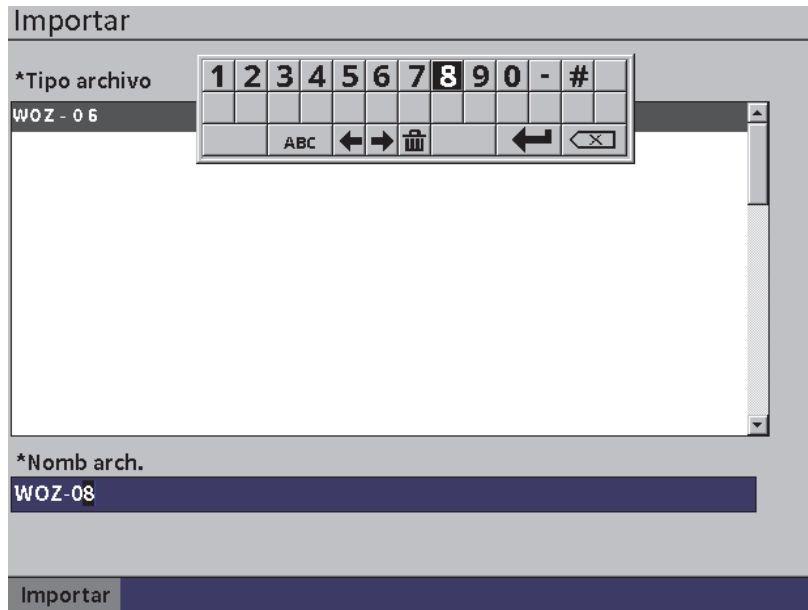 Importar
*Tipo archivo
1 2 3 4 5 6 7 8 9 0 - #
WOZ - 0 6
ABC
*Nomb arch.
WOZ-08
Importar